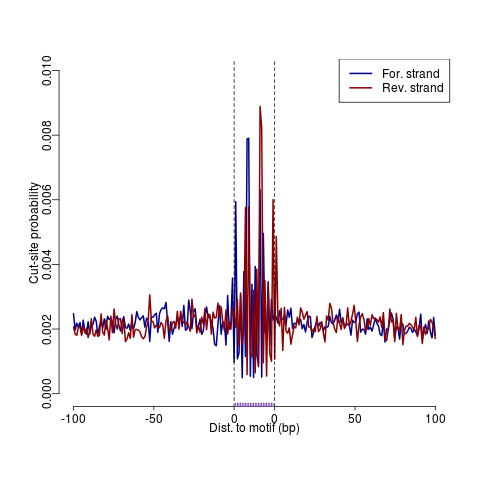 For. strand
Rev. strand
Cut-site probability
0.010
0.008
0.006
0.004
0.002
0.000
-100 -50 0 0 50 100
Dist. to motif (bp)